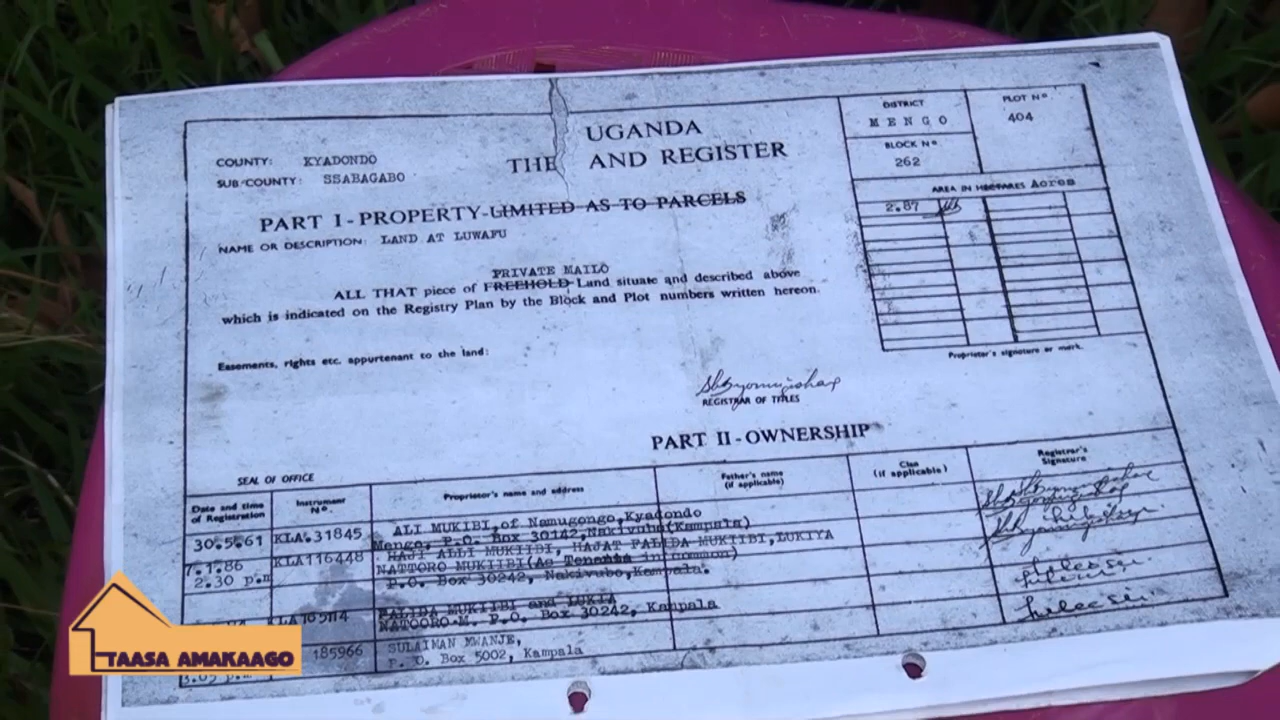 UGANDA
THE AND REGISTER
COUNTY: KYADONDO
SUB-COUNTY: SSABAGABO
DISTRICT
MENGO
PLOT Nº.
404
BLOCK Nº.
262
PART I - PROPERTY-LIMITED AS TO PARCELS
NAME OR DESCRIPTION: LAND AT LUWAFU
AREA IN HECTARES Acres
2.87
PRIVATE MAILO
ALL THAT piece of FREEHOLD Land situate and described above
which is indicated on the Registry Plan by the Block and Plot numbers written hereon.
Easements, rights etc. appurtenant to the land:
Proprietor's signature or mark.
REGISTRAR OF TITLES
PART II - OWNERSHIP
SEAL OF OFFICE
Date and time of Registration
Instrument Nº.
Proprietor's name and address
Father's name (if applicable)
Clan (if applicable)
Registrar's Signature
30.5.61 KLA.31845 ALI MUKIBI, of Namugongo, Kyadondo
Mengo, P.O. Box 30142, Nakivubo (Kampala)
7.1.86 KLA116448 HAJI ALLI MUKIIBI, HAJAT FALIDA MUKIIBI, LUKIYA
2.30 p.m NATTORO MUKIIBI (As Tenants in common)
P.O. Box 30242, Nakivubo, Kampala.
FALIDA MUKIIBI and LUKIA
NATOORO M. P.O. Box 30242, Kampala
185966 SULAIMAN MWANJE,
P. O. Box 5002, Kampala
3.05 p.m
TAASA AMAKAAGO